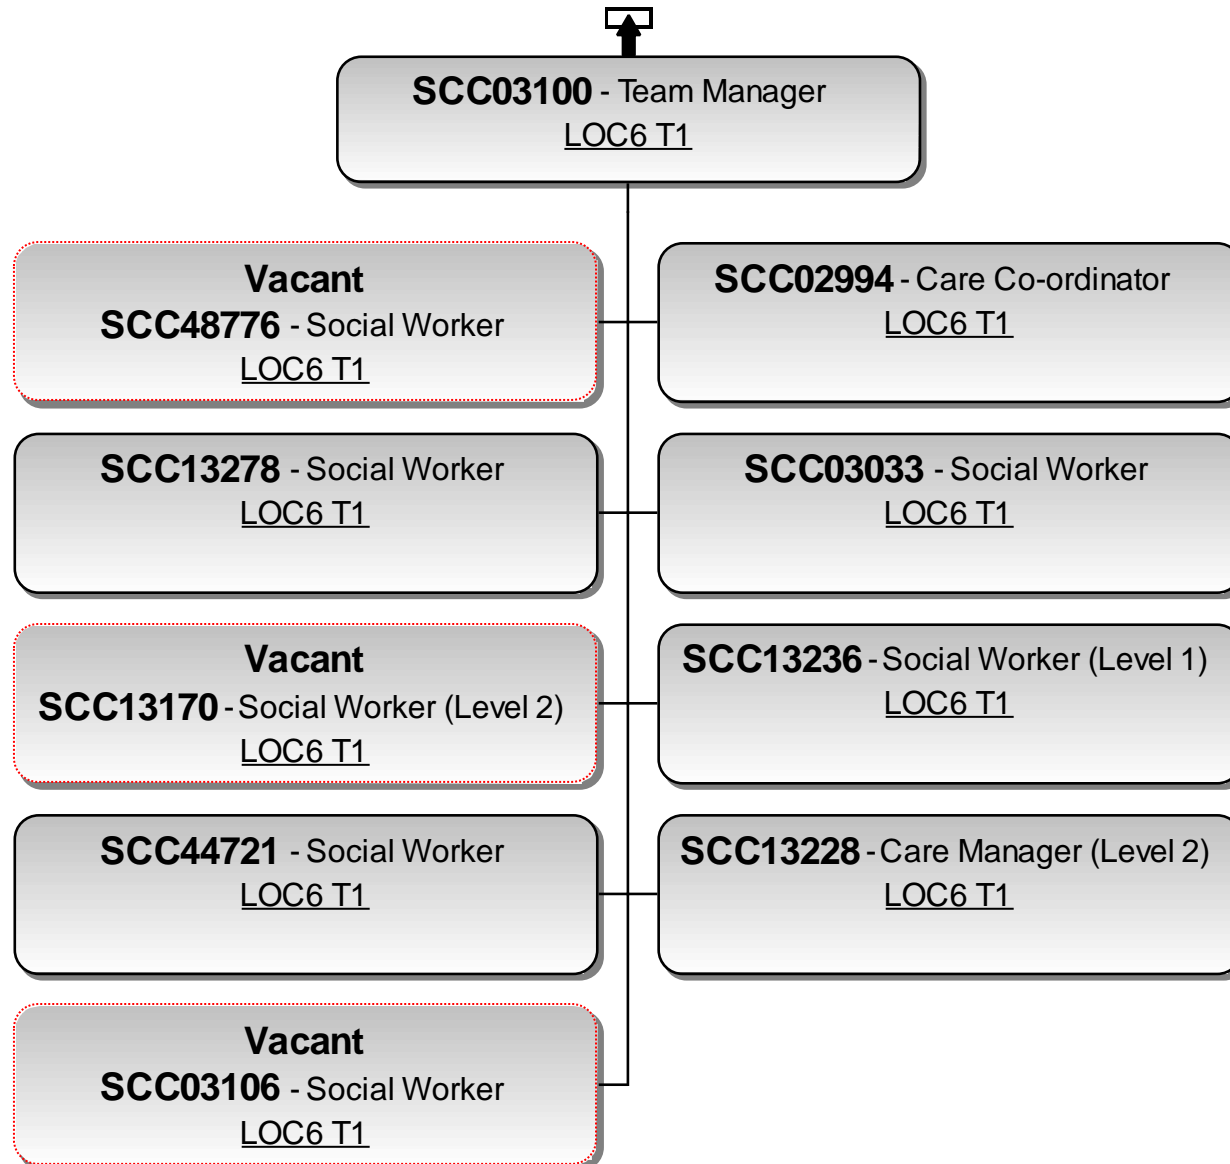 SCC03100 - Team Manager
LOC6 T1
Vacant
SCC48776 - Social Worker
LOC6 T1
SCC02994 - Care Co-ordinator
LOC6 T1
SCC13278 - Social Worker
LOC6 T1
SCC03033 - Social Worker
LOC6 T1
Vacant
SCC13170 - Social Worker (Level 2)
LOC6 T1
SCC13236 - Social Worker (Level 1)
LOC6 T1
SCC44721 - Social Worker
LOC6 T1
SCC13228 - Care Manager (Level 2)
LOC6 T1
Vacant
SCC03106 - Social Worker
LOC6 T1